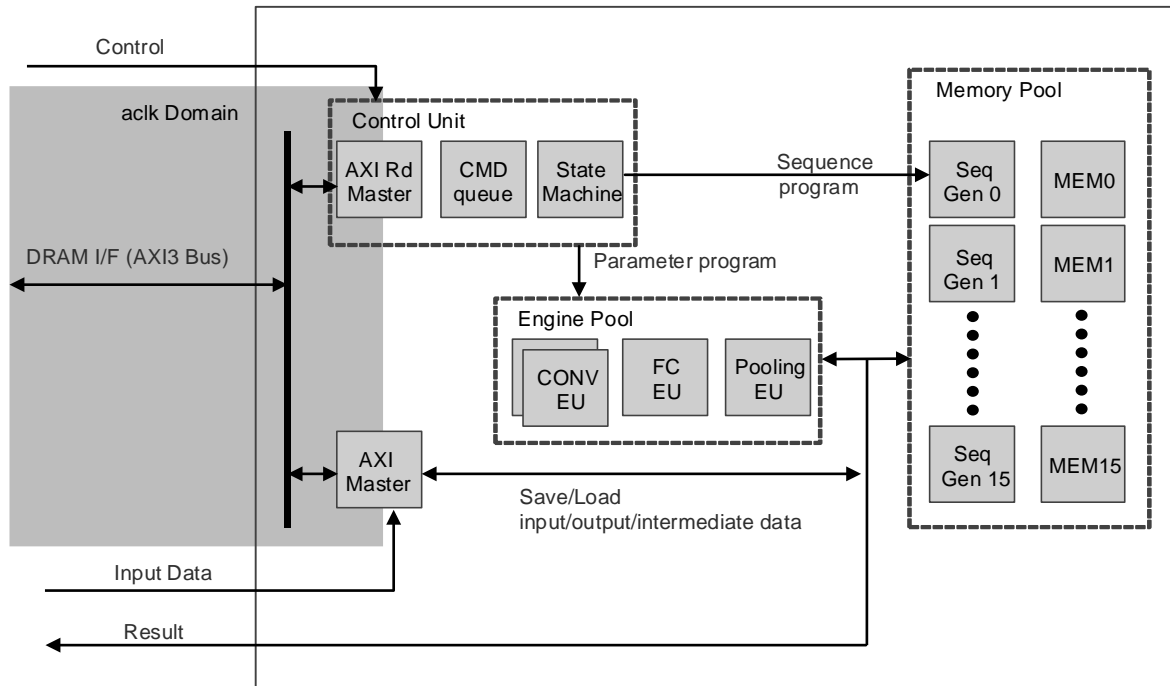 Control
aclk Domain
Control Unit
AXI Rd
Master
CMD
queue
State
Machine
Sequence
program
Memory Pool
Seq
Gen 0
MEM0
Seq
Gen 1
MEM1
DRAM I/F (AXI3 Bus)
Parameter program
Engine Pool
CONV
EU
FC
EU
Pooling
EU
AXI
Master
Save/Load
input/output/intermediate data
Seq
Gen 15
MEM15
Input Data
Result